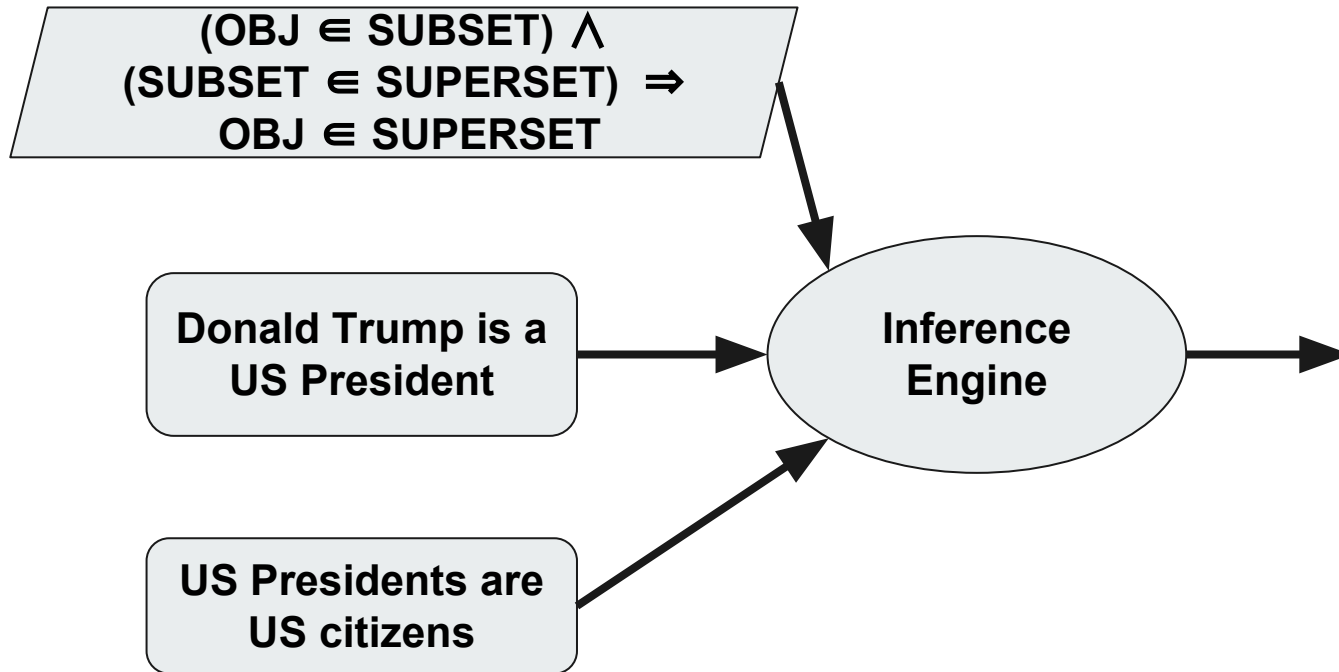 (OBJ ∈ SUBSET) ∧
(SUBSET ∈ SUPERSET) ⇒
OBJ ∈ SUPERSET
Donald Trump is a
US President
Inference
Engine
US Presidents are
US citizens